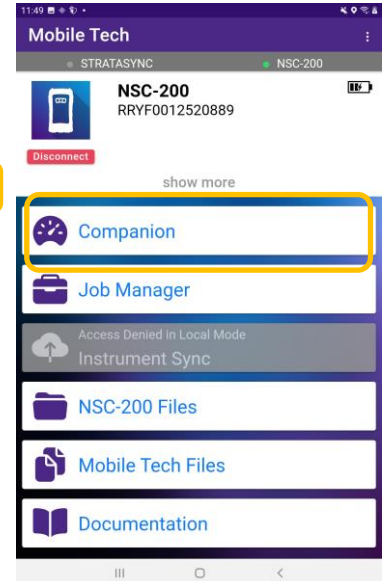 11:49
Mobile Tech
STRATASYNC
NSC-200
NSC-200
RRYF0012520889
Disconnect
show more
Companion
Job Manager
Access Denied in Local Mode
Instrument Sync
NSC-200 Files
Mobile Tech Files
Documentation